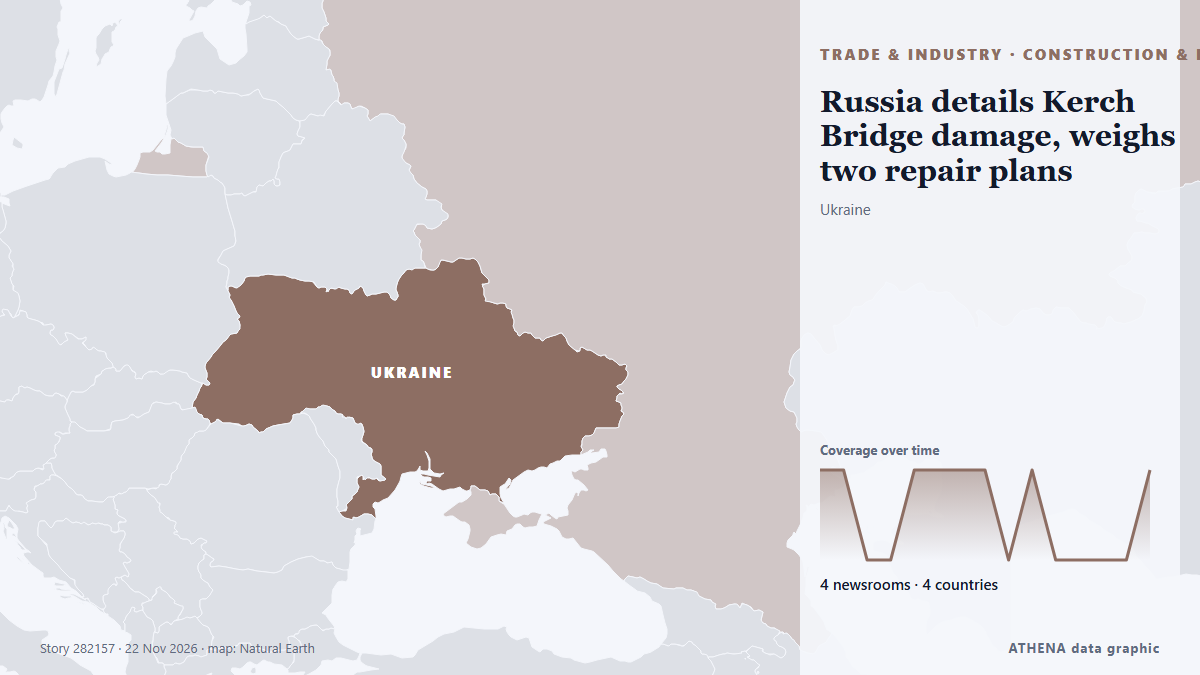 TRADE & INDUSTRY · CONSTRUCTION &
Russia details Kerch
Bridge damage, weighs
two repair plans
Ukraine
UKRAINE
Coverage over time
4 newsrooms · 4 countries
Story 282157 · 22 Nov 2026 · map: Natural Earth
ATHENA data graphic